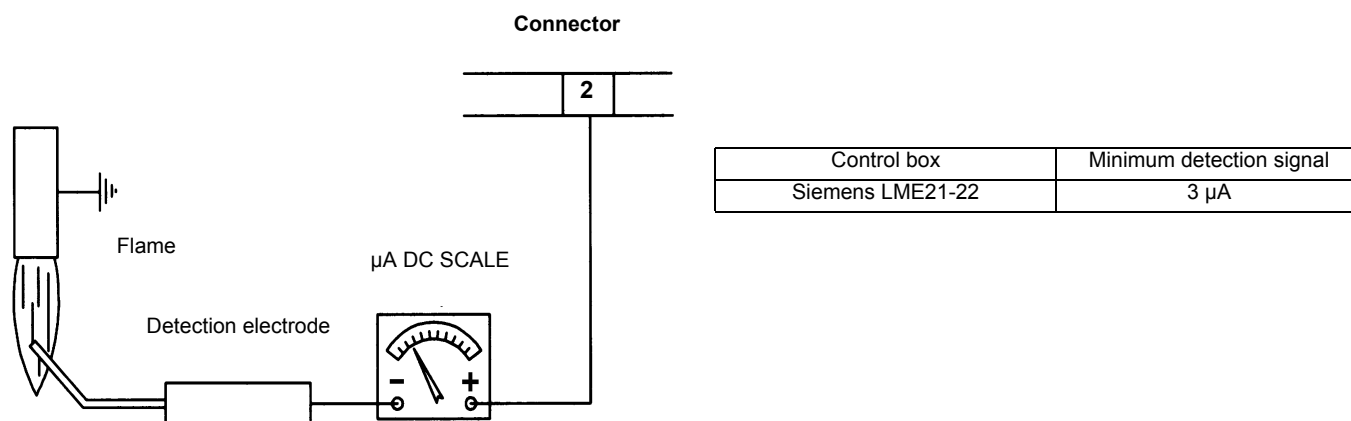 Connector
2
Control box Minimum detection signal
Siemens LME21-22 3 µA
Flame
µA DC SCALE
Detection electrode
- +